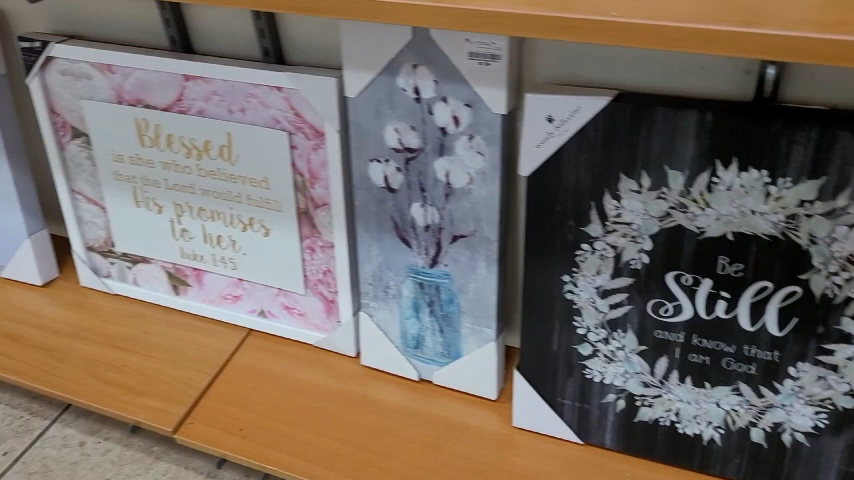 Blessed
is she who believed
that the Lord would fulfill
His promises
to her.
Luke 1:45
Be
Still
and know that
I am God